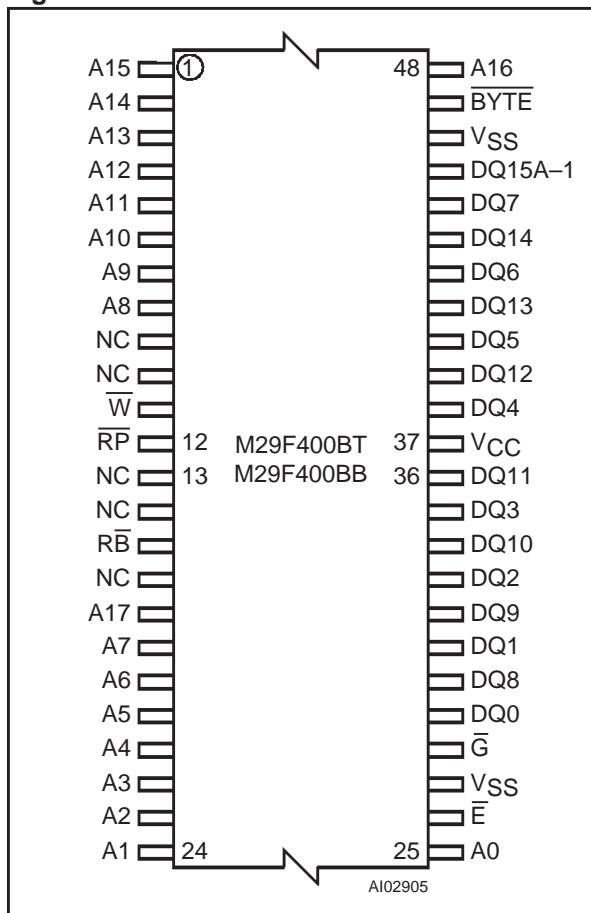 A15 1 48 A16
A14 B̅Y̅T̅E̅
A13 VSS
A12 DQ15A–1
A11 DQ7
A10 DQ14
A9 DQ6
A8 DQ13
NC DQ5
NC DQ12
W̅ DQ4
R̅P̅ 12 M29F400BT 37 VCC
NC 13 M29F400BB 36 DQ11
NC DQ3
RB̅ DQ10
NC DQ2
A17 DQ9
A7 DQ1
A6 DQ8
A5 DQ0
A4 G̅
A3 VSS
A2 E̅
A1 24 25 A0
AI02905